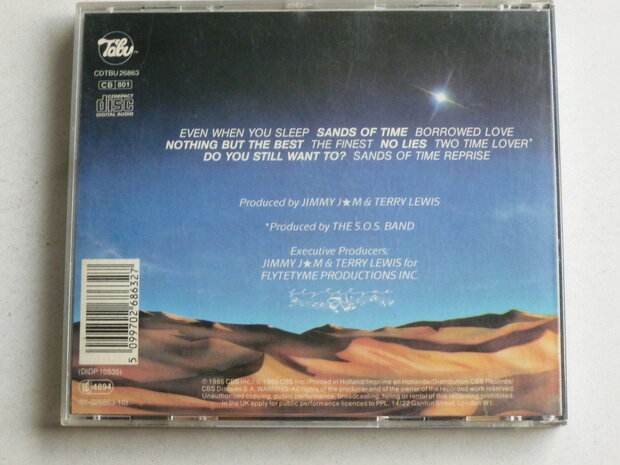 Tabu ™
CDTBU 26863
CB 801
COMPACT
disc
DIGITAL AUDIO
EVEN WHEN YOU SLEEP SANDS OF TIME BORROWED LOVE
NOTHING BUT THE BEST THE FINEST NO LIES TWO TIME LOVER*
DO YOU STILL WANT TO? SANDS OF TIME REPRISE
Produced by JIMMY J★M & TERRY LEWIS
*Produced by THE S.O.S. BAND
Executive Producers:
JIMMY J★M & TERRY LEWIS for
FLYTETYME PRODUCTIONS INC.
flytetyme
5 099702 686327
(DIDP 10535)
LC 4894
(01-026863-10)
℗ 1986 CBS Inc./ © 1986 CBS Inc./Printed in Holland/Imprimé en Hollande/Distribution CBS Records/
CBS Disques B.A. WARNING: All rights of the producer and of the owner of the recorded work reserved.
Unauthorised copying, public performance, broadcasting, hiring or rental of this recording prohibited.
In the UK apply for public performance licences to PPL, 14/22 Ganton Street, London W1.